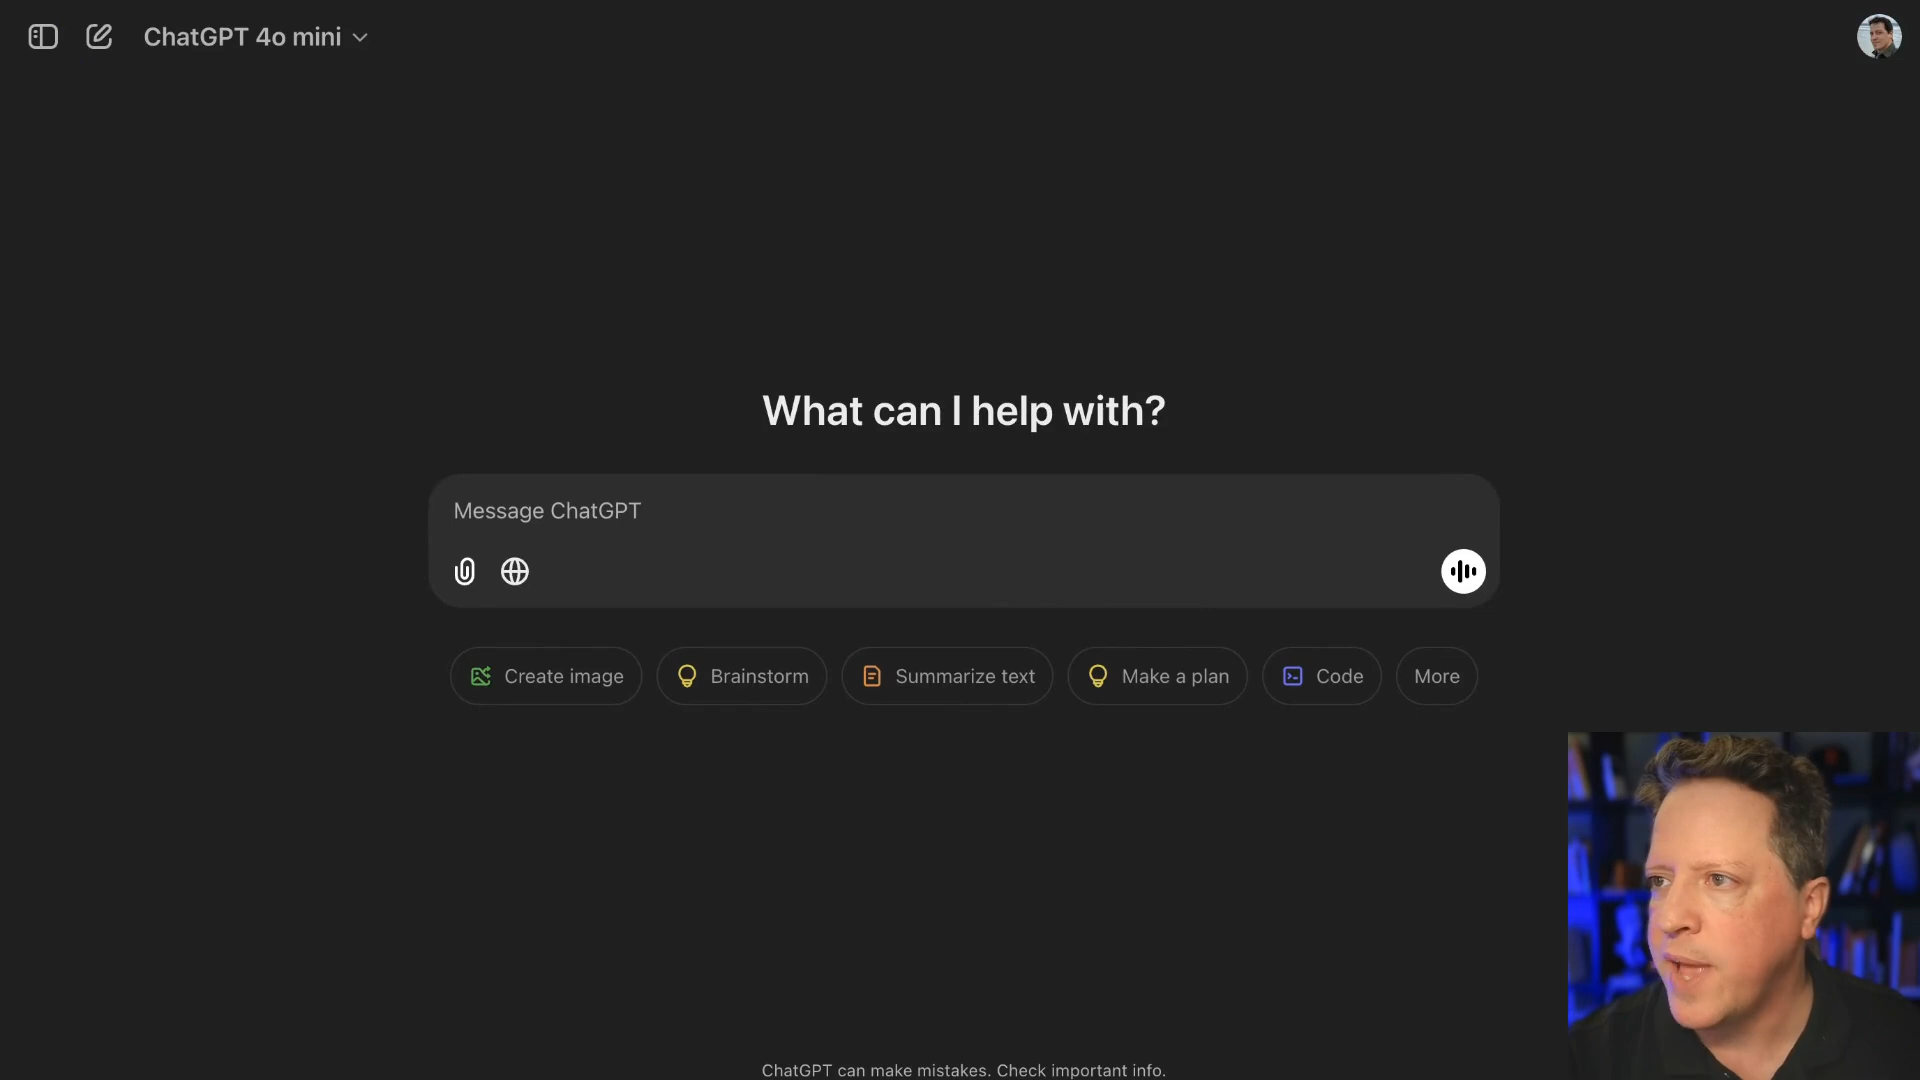 ChatGPT 4o mini
What can I help with?
Message ChatGPT
Create image
Brainstorm
Summarize text
Make a plan
Code
More
ChatGPT can make mistakes. Check important info.